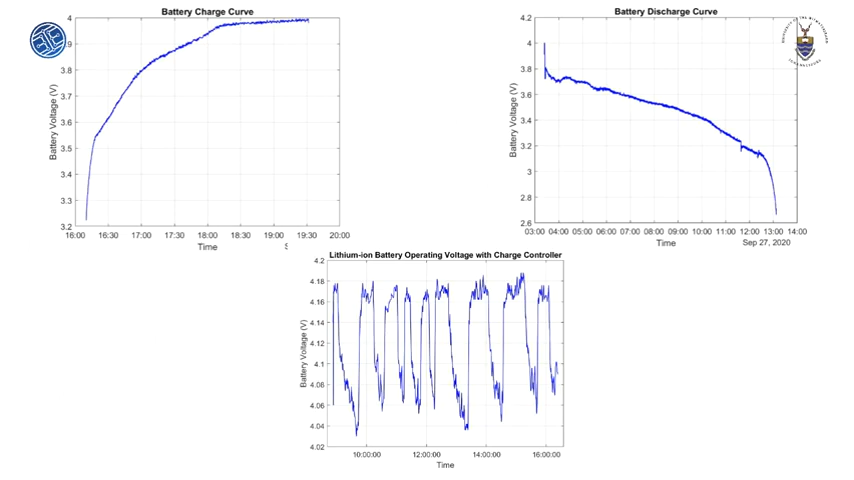 Battery Charge Curve
4
3.8
3.7
3.6
3.5
3.4
3.3
3.2
Battery Voltage (V)
16:00 16:30 17:00 17:30 18:00 18:30 19:00 19:30 20:00
Time
S
Battery Discharge Curve
4.2
4
3.8
3.6
3.4
3.2
3
2.8
2.6
Battery Voltage (V)
03:00 04:00 05:00 06:00 07:00 08:00 09:00 10:00 11:00 12:00 13:00 14:00
Time
Sep 27, 2020
Lithium-ion Battery Operating Voltage with Charge Controller
4.2
4.18
4.16
4.14
4.12
4.1
4.08
4.06
4.04
4.02
Battery Voltage (V)
10:00:00 12:00:00 14:00:00 16:00:00
Time